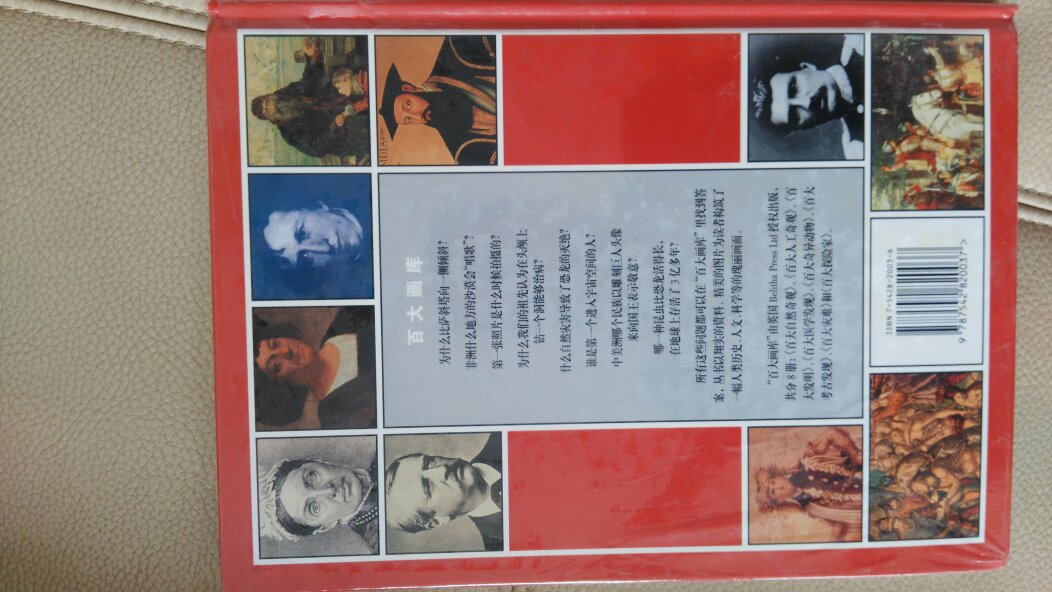 百大画库
为什么比萨斜塔向一侧倾斜？
非洲什么地方的沙漠会“唱歌”？
第一张照片是什么时候拍摄的？
为什么我们的祖先认为在头颅上
钻一个洞能够治病？
什么自然灾害导致了恐龙的灭绝？
谁是第一个进入宇宙空间的人？
中美洲哪个民族以雕刻巨人头像
来向国王表示敬意？
哪一种昆虫比恐龙活得长，
在地球上存活了3亿多年？
所有这些问题都可以在“百大画库”里找到答
案，丛书以翔实的资料、精美的图片为读者构筑了
一幅人类历史、人文、科学等的瑰丽画面。
“百大画库”由英国Belitha Press Ltd授权出版，
共分8册：《百大自然奇观》、《百大人工奇观》、《百
大发明》、《百大医学发现》、《百大奇异动物》、《百大
考古发现》、《百大灾难》和《百大探险家》。
ISBN 7-5428-2003-6
9 787542 820037 >